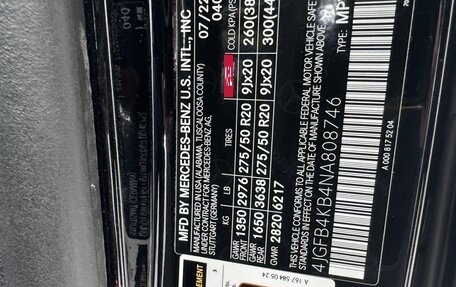 MFD BY MERCEDES-BENZ U.S. INTL., INC
07/22
MANUFACTURED IN USA (ALABAMA, TUSCALOOSA COUNTY)
UNDER CONTRACT FOR MERCEDES-BENZ AG,
STUTTGART (GERMANY)
KG LB TIRES
COLD KPA(PS
GAWR FRONT 1350 2976 275/50 R20 9Jx20 260(38
GAWR REAR 1650 3638 275/50 R20 9Jx20 300(44
GVWR 2820 6217
THIS VEHICLE CONFORMS TO ALL APPLICABLE FEDERAL MOTOR VEHICLE SAFE
STANDARDS IN EFFECT ON THE DATE OF MANUFACTURE SHOWN ABOVE.
4JGFB4KB4NA808746
TYPE: MP
A 000 817 52 04
A 167 584 05 24